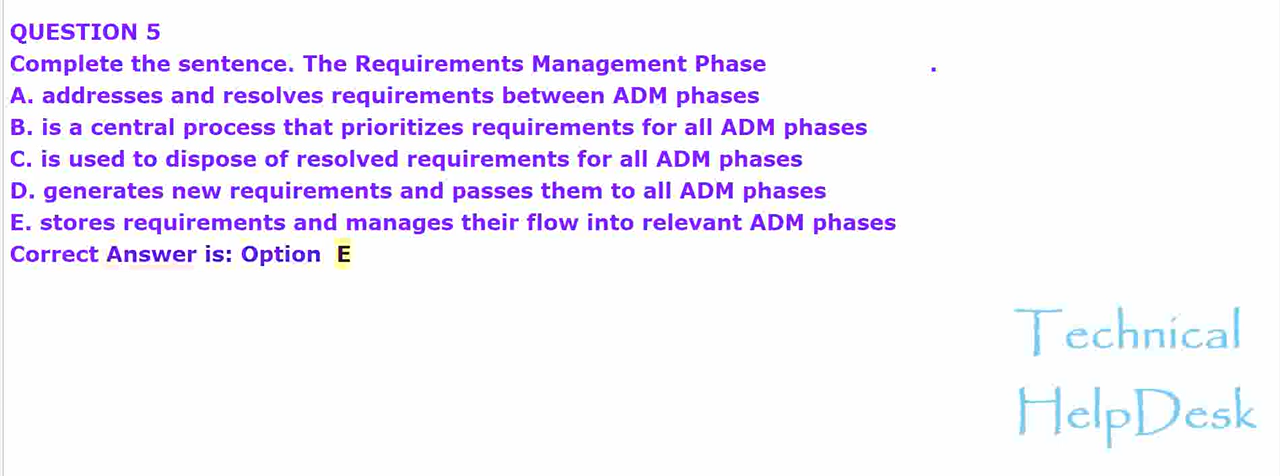 QUESTION 5
Complete the sentence. The Requirements Management Phase .
A. addresses and resolves requirements between ADM phases
B. is a central process that prioritizes requirements for all ADM phases
C. is used to dispose of resolved requirements for all ADM phases
D. generates new requirements and passes them to all ADM phases
E. stores requirements and manages their flow into relevant ADM phases
Correct Answer is: Option E
Technical
HelpDesk